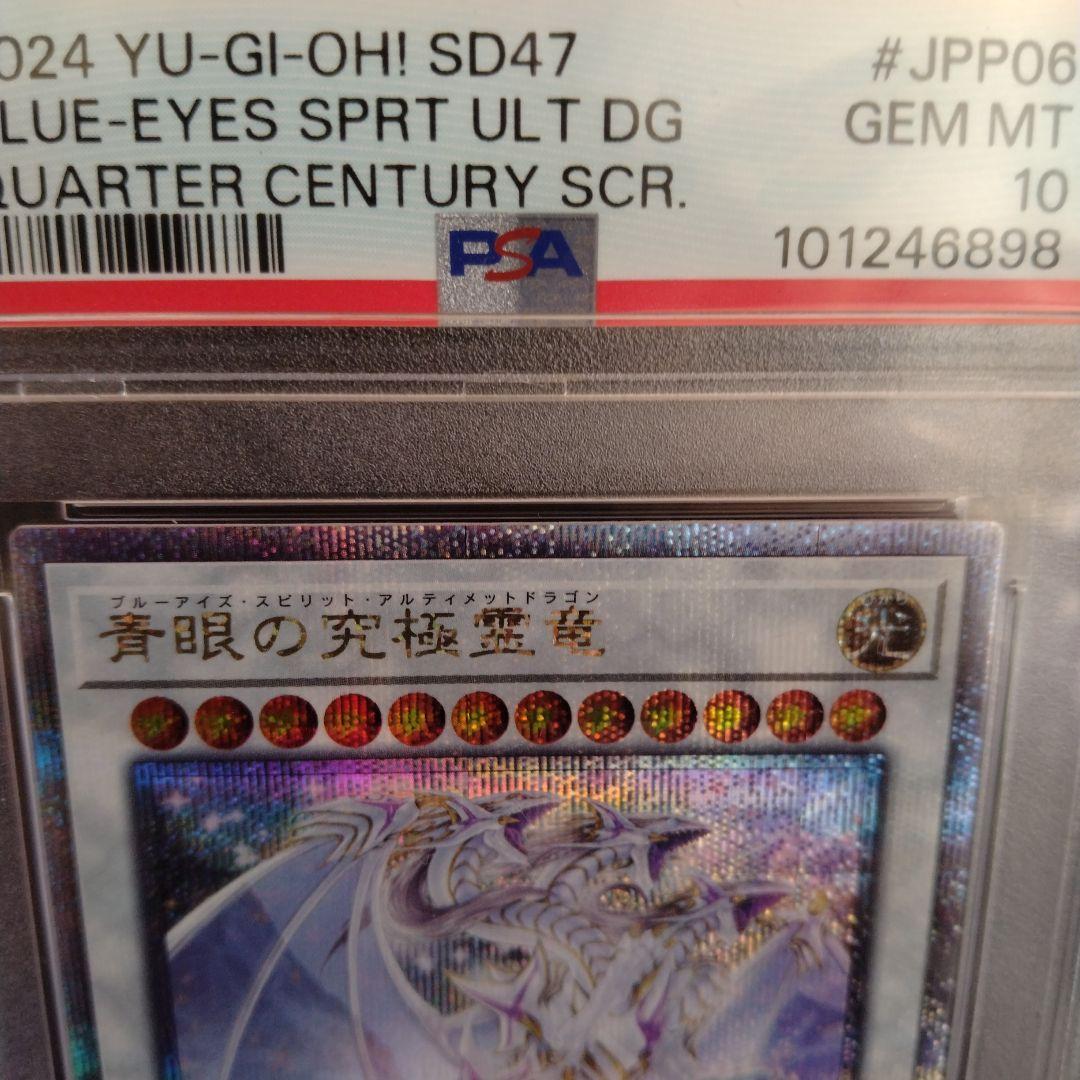 024 YU-GI-OH! SD47 #JPP06
LUE-EYES SPRT ULT DG GEM MT
QUARTER CENTURY SCR. 10
PSA 101246898
ブルーアイズ・スピリット・アルティメットドラゴン
青眼の究極霊竜 光